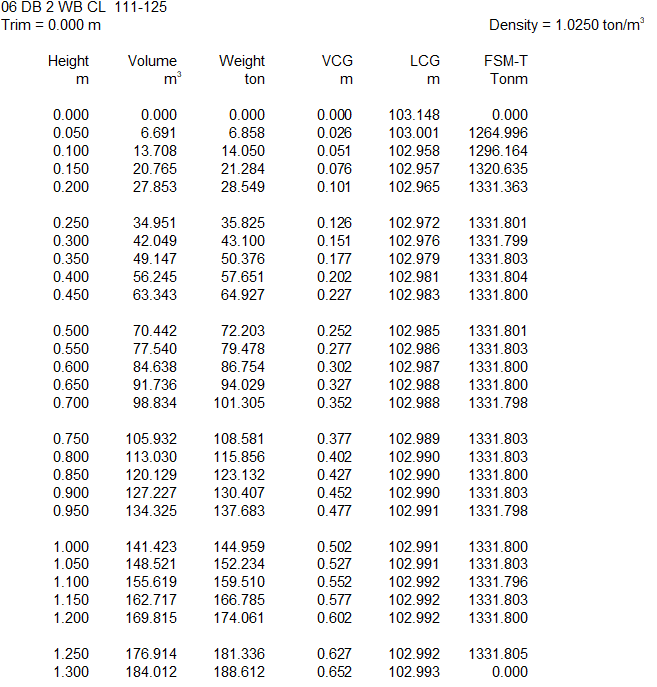 06 DB 2 WB CL 111-125
Trim = 0.000 m Density = 1.0250 ton/m³
Height Volume Weight VCG LCG FSM-T
m m³ ton m m Tonm
0.000 0.000 0.000 0.000 103.148 0.000
0.050 6.691 6.858 0.026 103.001 1264.996
0.100 13.708 14.050 0.051 102.958 1296.164
0.150 20.765 21.284 0.076 102.957 1320.635
0.200 27.853 28.549 0.101 102.965 1331.363
0.250 34.951 35.825 0.126 102.972 1331.801
0.300 42.049 43.100 0.151 102.976 1331.799
0.350 49.147 50.376 0.177 102.979 1331.803
0.400 56.245 57.651 0.202 102.981 1331.804
0.450 63.343 64.927 0.227 102.983 1331.800
0.500 70.442 72.203 0.252 102.985 1331.801
0.550 77.540 79.478 0.277 102.986 1331.803
0.600 84.638 86.754 0.302 102.987 1331.800
0.650 91.736 94.029 0.327 102.988 1331.800
0.700 98.834 101.305 0.352 102.988 1331.798
0.750 105.932 108.581 0.377 102.989 1331.803
0.800 113.030 115.856 0.402 102.990 1331.803
0.850 120.129 123.132 0.427 102.990 1331.800
0.900 127.227 130.407 0.452 102.990 1331.803
0.950 134.325 137.683 0.477 102.991 1331.798
1.000 141.423 144.959 0.502 102.991 1331.800
1.050 148.521 152.234 0.527 102.991 1331.803
1.100 155.619 159.510 0.552 102.992 1331.796
1.150 162.717 166.785 0.577 102.992 1331.803
1.200 169.815 174.061 0.602 102.992 1331.800
1.250 176.914 181.336 0.627 102.992 1331.805
1.300 184.012 188.612 0.652 102.993 0.000